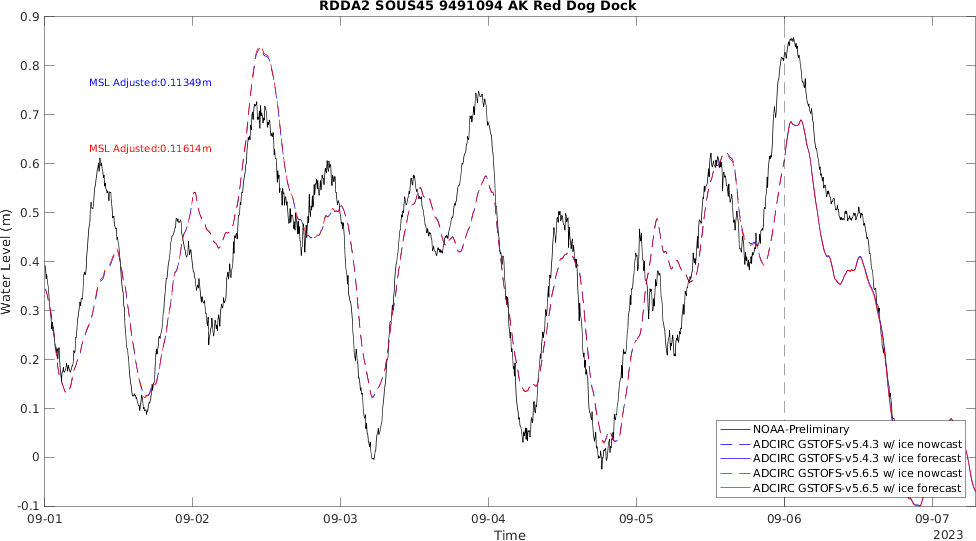 RDDA2 SOUS45 9491094 AK Red Dog Dock
0.9
0.8
0.7
0.6
0.5
0.4
0.3
0.2
0.1
0
-0.1
Water Level (m)
MSL Adjusted:0.11349m
MSL Adjusted:0.11614m
NOAA-Preliminary
ADCIRC GSTOFS-v5.4.3 w/ ice nowcast
ADCIRC GSTOFS-v5.4.3 w/ ice forecast
ADCIRC GSTOFS-v5.6.5 w/ ice nowcast
ADCIRC GSTOFS-v5.6.5 w/ ice forecast
09-01 09-02 09-03 09-04 09-05 09-06 09-07
Time
2023